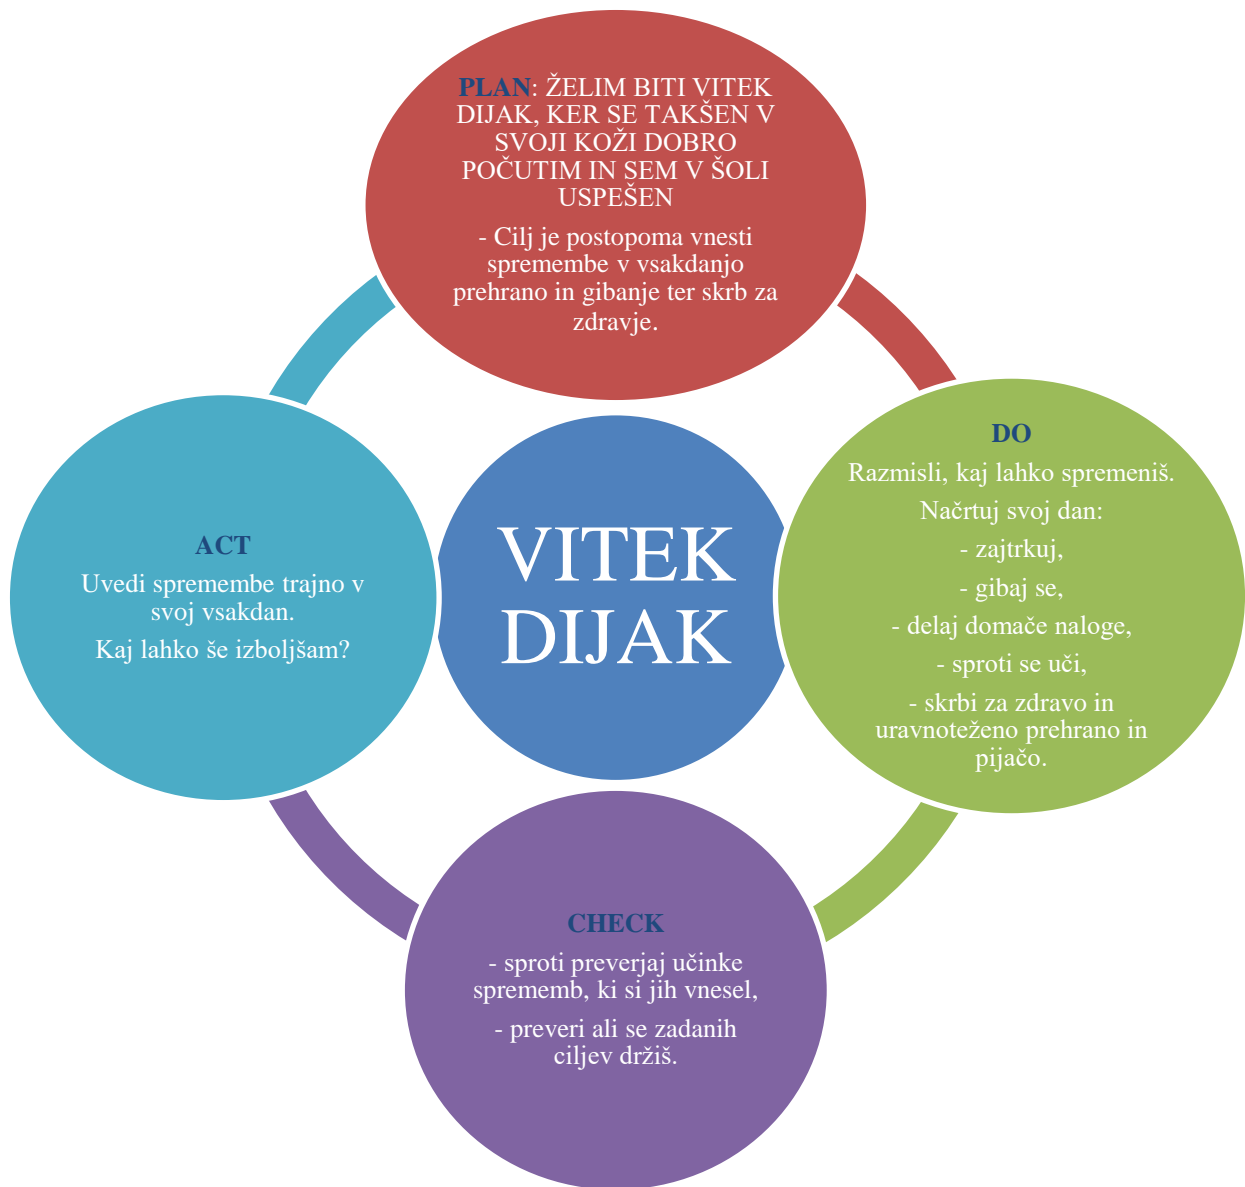 PLAN: ŽELIM BITI VITEK
DIJAK, KER SE TAKŠEN V
SVOJI KOŽI DOBRO
POČUTIM IN SEM V ŠOLI
USPEŠEN
- Cilj je postopoma vnesti
spremembe v vsakdanjo
prehrano in gibanje ter skrb za
zdravje.
DO
Razmisli, kaj lahko spremeniš.
Načrtuj svoj dan:
- zajtrkuj,
- gibaj se,
- delaj domače naloge,
- sproti se uči,
- skrbi za zdravo in
uravnoteženo prehrano in
pijačo.
CHECK
- sproti preverjaj učinke
sprememb, ki si jih vnesel,
- preveri ali se zadanih
ciljev držiš.
ACT
Uvedi spremembe trajno v
svoj vsakdan.
Kaj lahko še izboljšam?
VITEK
DIJAK